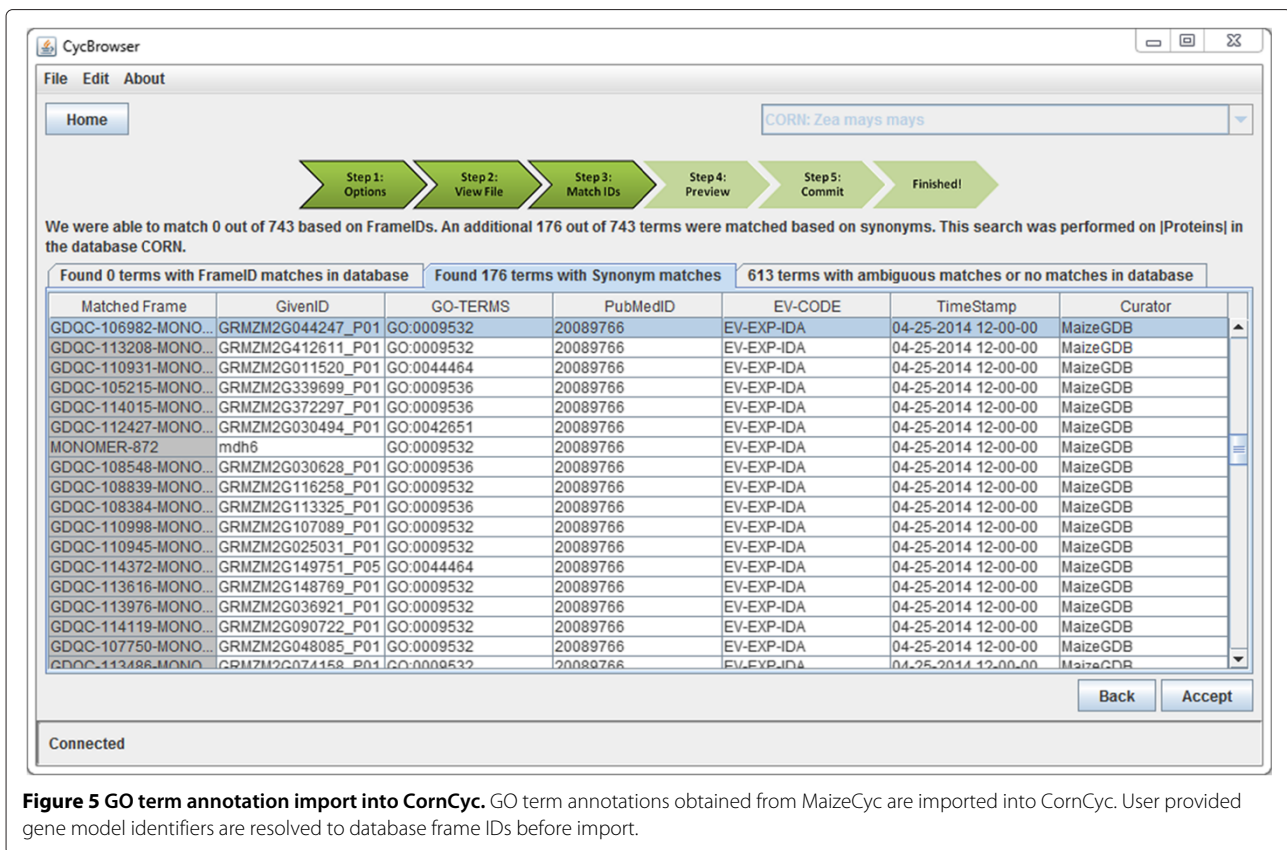 CycBrowser
File Edit About
Home
CORN: Zea mays mays
Step 1: Options
Step 2: View File
Step 3: Match IDs
Step 4: Preview
Step 5: Commit
Finished!
We were able to match 0 out of 743 based on FrameIDs. An additional 176 out of 743 terms were matched based on synonyms. This search was performed on |Proteins| in
the database CORN.
Found 0 terms with FrameID matches in database
Found 176 terms with Synonym matches
613 terms with ambiguous matches or no matches in database
Matched Frame GivenID GO-TERMS PubMedID EV-CODE TimeStamp Curator
GDQC-106982-MONO... GRMZM2G044247_P01 GO:0009532 20089766 EV-EXP-IDA 04-25-2014 12-00-00 MaizeGDB
GDQC-113208-MONO... GRMZM2G412611_P01 GO:0009532 20089766 EV-EXP-IDA 04-25-2014 12-00-00 MaizeGDB
GDQC-110931-MONO... GRMZM2G011520_P01 GO:0044464 20089766 EV-EXP-IDA 04-25-2014 12-00-00 MaizeGDB
GDQC-105215-MONO... GRMZM2G339699_P01 GO:0009536 20089766 EV-EXP-IDA 04-25-2014 12-00-00 MaizeGDB
GDQC-114015-MONO... GRMZM2G372297_P01 GO:0009536 20089766 EV-EXP-IDA 04-25-2014 12-00-00 MaizeGDB
GDQC-112427-MONO... GRMZM2G030494_P01 GO:0042651 20089766 EV-EXP-IDA 04-25-2014 12-00-00 MaizeGDB
MONOMER-872 mdh6 GO:0009532 20089766 EV-EXP-IDA 04-25-2014 12-00-00 MaizeGDB
GDQC-108548-MONO... GRMZM2G030628_P01 GO:0009536 20089766 EV-EXP-IDA 04-25-2014 12-00-00 MaizeGDB
GDQC-108839-MONO... GRMZM2G116258_P01 GO:0009532 20089766 EV-EXP-IDA 04-25-2014 12-00-00 MaizeGDB
GDQC-108384-MONO... GRMZM2G113325_P01 GO:0009536 20089766 EV-EXP-IDA 04-25-2014 12-00-00 MaizeGDB
GDQC-110998-MONO... GRMZM2G107089_P01 GO:0009532 20089766 EV-EXP-IDA 04-25-2014 12-00-00 MaizeGDB
GDQC-110945-MONO... GRMZM2G025031_P01 GO:0009532 20089766 EV-EXP-IDA 04-25-2014 12-00-00 MaizeGDB
GDQC-114372-MONO... GRMZM2G149751_P05 GO:0044464 20089766 EV-EXP-IDA 04-25-2014 12-00-00 MaizeGDB
GDQC-113616-MONO... GRMZM2G148769_P01 GO:0009532 20089766 EV-EXP-IDA 04-25-2014 12-00-00 MaizeGDB
GDQC-113976-MONO... GRMZM2G036921_P01 GO:0009532 20089766 EV-EXP-IDA 04-25-2014 12-00-00 MaizeGDB
GDQC-114119-MONO... GRMZM2G090722_P01 GO:0009532 20089766 EV-EXP-IDA 04-25-2014 12-00-00 MaizeGDB
GDQC-107750-MONO... GRMZM2G048085_P01 GO:0009532 20089766 EV-EXP-IDA 04-25-2014 12-00-00 MaizeGDB
GDQC-113486-MONO... GRMZM2G074158_P01 GO:0009532 20089766 EV-EXP-IDA 04-25-2014 12-00-00 MaizeGDB
Back Accept
Connected
Figure 5 GO term annotation import into CornCyc. GO term annotations obtained from MaizeCyc are imported into CornCyc. User provided
gene model identifiers are resolved to database frame IDs before import.